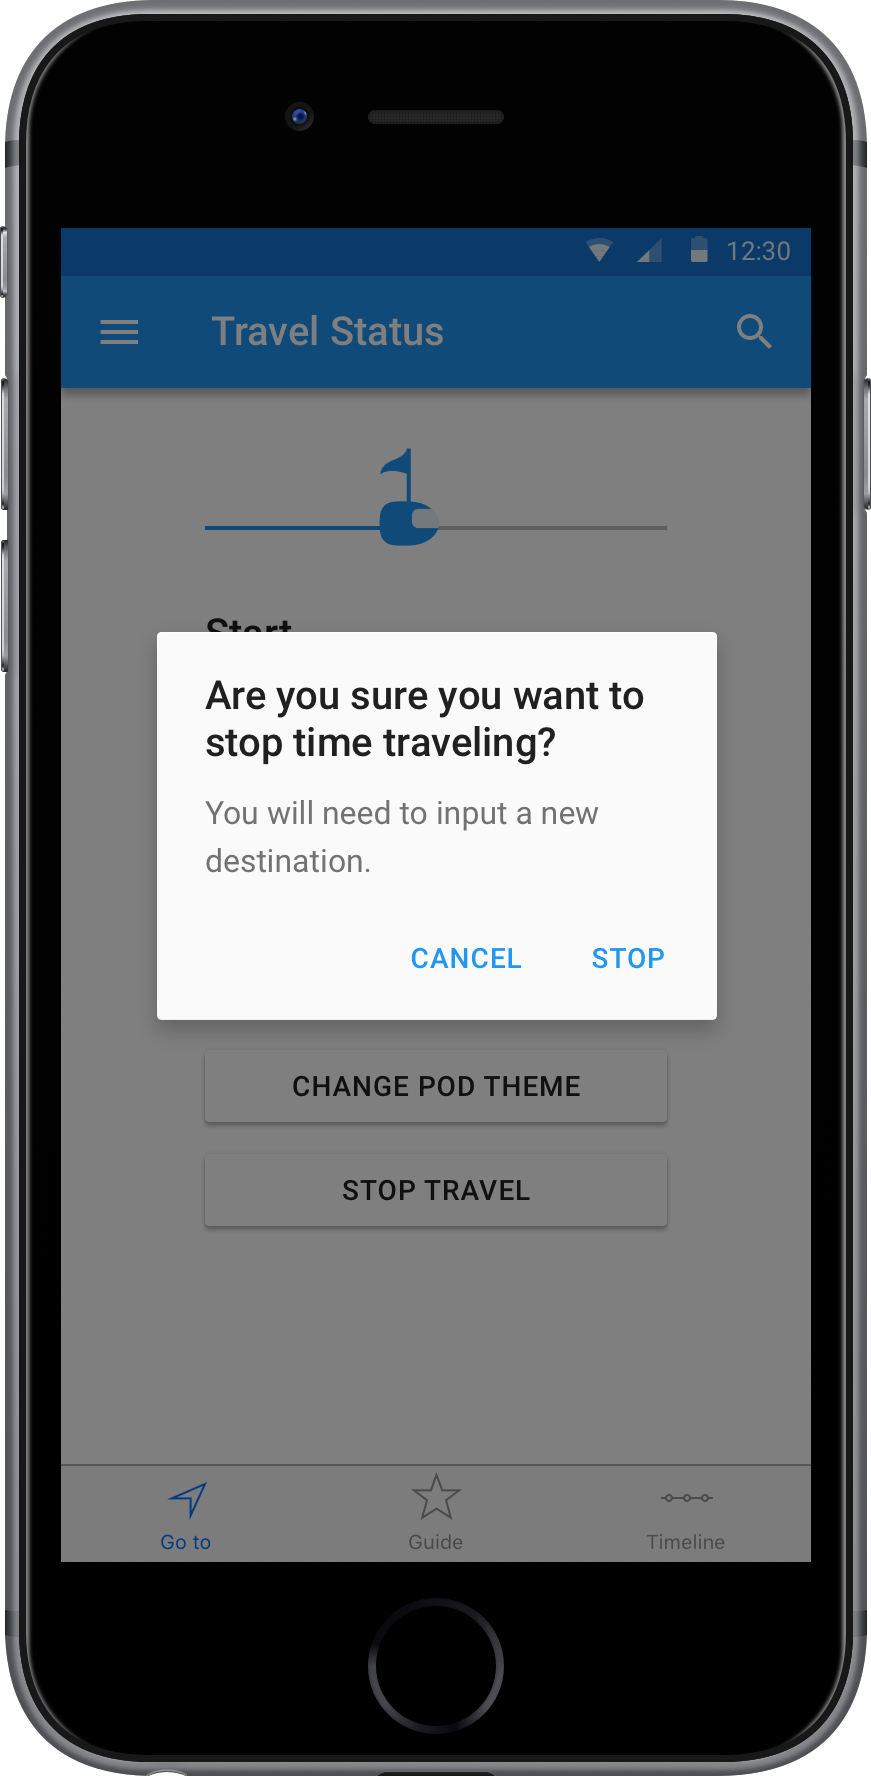 12:30
Travel Status
Start
Are you sure you want to
stop time traveling?
You will need to input a new
destination.
CANCEL STOP
CHANGE POD THEME
STOP TRAVEL
Go to Guide Timeline